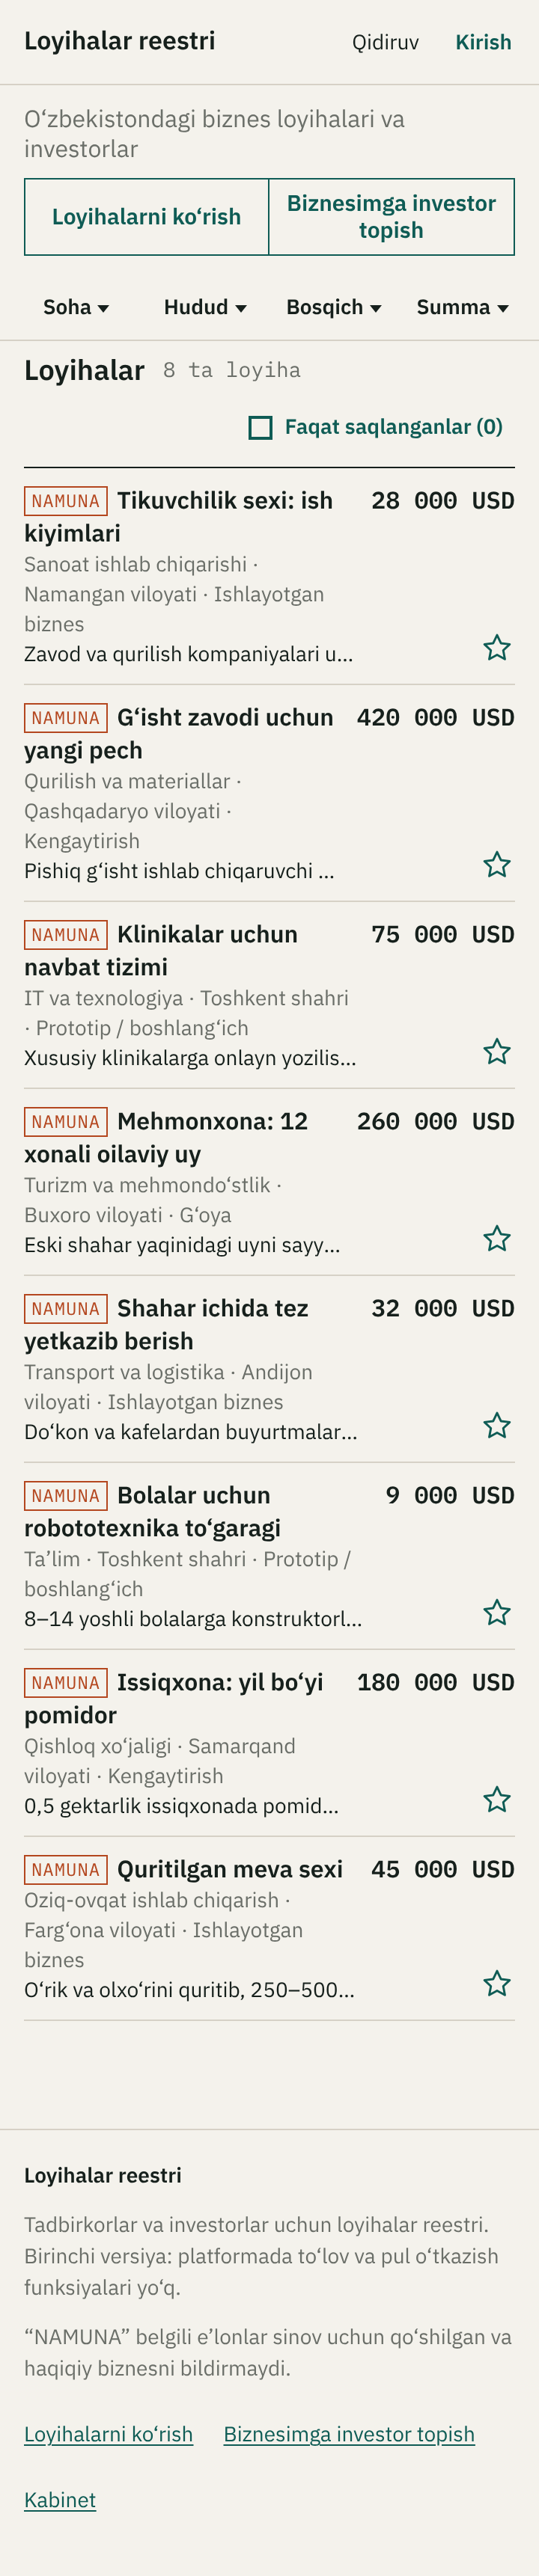 Loyihalar reestri
Qidiruv
Kirish
O‘zbekistondagi biznes loyihalari va
investorlar
Loyihalarni ko‘rish
Biznesimga investor
topish
Soha
Hudud
Bosqich
Summa
Loyihalar 8 ta loyiha
Faqat saqlanganlar (0)
NAMUNA Tikuvchilik sexi: ish 28 000 USD
kiyimlari
Sanoat ishlab chiqarishi ·
Namangan viloyati · Ishlayotgan
biznes
Zavod va qurilish kompaniyalari u...
NAMUNA G‘isht zavodi uchun 420 000 USD
yangi pech
Qurilish va materiallar ·
Qashqadaryo viloyati ·
Kengaytirish
Pishiq g‘isht ishlab chiqaruvchi ...
NAMUNA Klinikalar uchun 75 000 USD
navbat tizimi
IT va texnologiya · Toshkent shahri
· Prototip / boshlang‘ich
Xususiy klinikalarga onlayn yozilis...
NAMUNA Mehmonxona: 12 260 000 USD
xonali oilaviy uy
Turizm va mehmondo‘stlik ·
Buxoro viloyati · G‘oya
Eski shahar yaqinidagi uyni sayy...
NAMUNA Shahar ichida tez 32 000 USD
yetkazib berish
Transport va logistika · Andijon
viloyati · Ishlayotgan biznes
Do‘kon va kafelardan buyurtmalar...
NAMUNA Bolalar uchun 9 000 USD
robototexnika to‘garagi
Ta’lim · Toshkent shahri · Prototip /
boshlang‘ich
8–14 yoshli bolalarga konstruktorl...
NAMUNA Issiqxona: yil bo‘yi 180 000 USD
pomidor
Qishloq xo‘jaligi · Samarqand
viloyati · Kengaytirish
0,5 gektarlik issiqxonada pomid...
NAMUNA Quritilgan meva sexi 45 000 USD
Oziq-ovqat ishlab chiqarish ·
Farg‘ona viloyati · Ishlayotgan
biznes
O‘rik va olxo‘rini quritib, 250–500...
Loyihalar reestri
Tadbirkorlar va investorlar uchun loyihalar reestri.
Birinchi versiya: platformada to‘lov va pul o‘tkazish
funksiyalari yo‘q.
“NAMUNA” belgili e’lonlar sinov uchun qo‘shilgan va
haqiqiy biznesni bildirmaydi.
Loyihalarni ko‘rish
Biznesimga investor topish
Kabinet